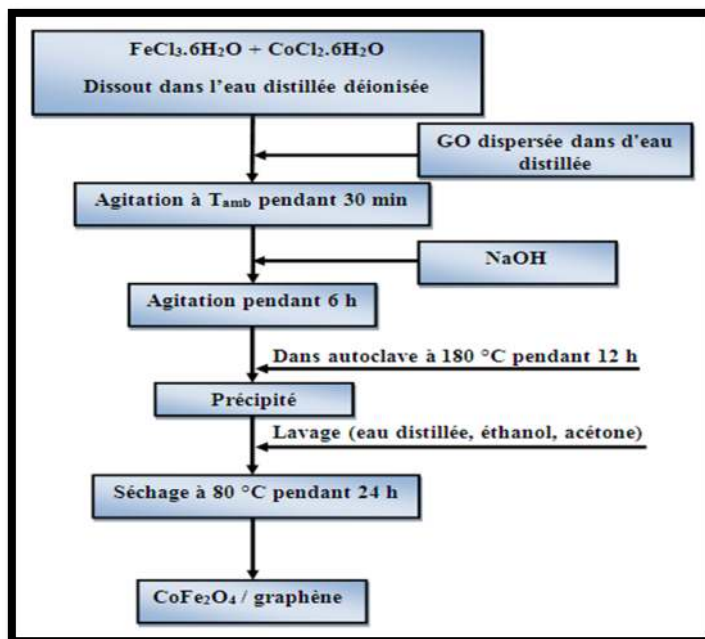 FeCl₃.6H₂O + CoCl₂.6H₂O
Dissout dans l'eau distillée déionisée
GO dispersée dans d'eau
distillée
Agitation à Tamb pendant 30 min
NaOH
Agitation pendant 6 h
Dans autoclave à 180 °C pendant 12 h
Précipité
Lavage (eau distillée, éthanol, acétone)
Séchage à 80 °C pendant 24 h
CoFe₂O₄ / graphène